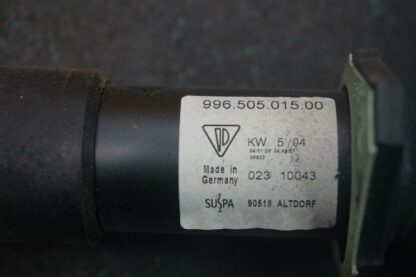 996.505.015.00
KW 5/04
Made in
Germany
023 10043
SUSPA
90518 ALTDORF